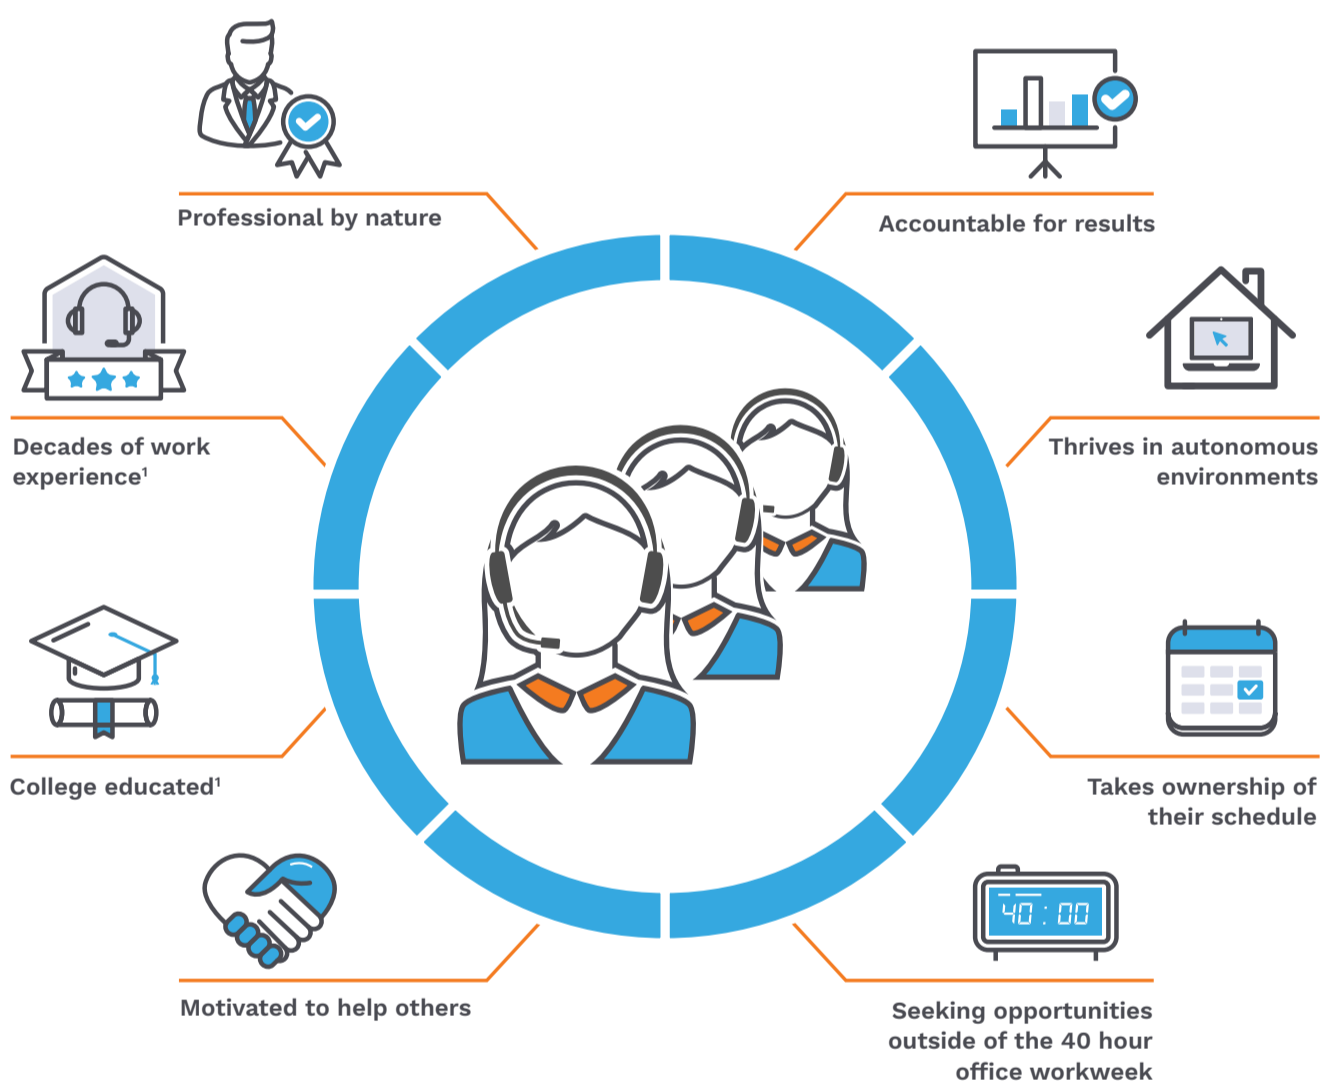 Professional by nature
Accountable for results
Decades of work
experience¹
Thrives in autonomous
environments
College educated¹
Takes ownership of
their schedule
Motivated to help others
40:00
Seeking opportunities
outside of the 40 hour
office workweek